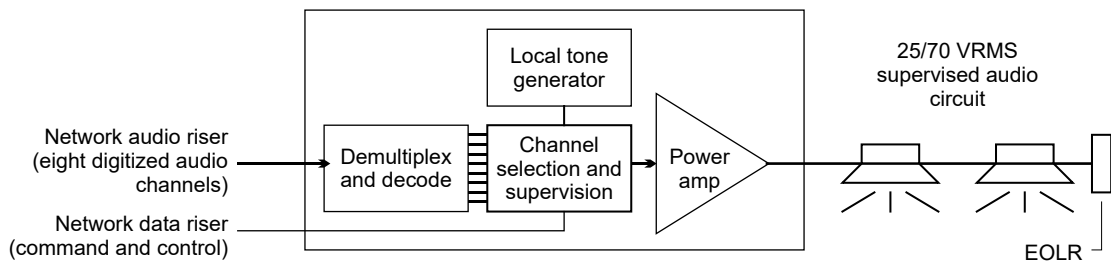 Local tone
generator
25/70 VRMS
supervised audio
circuit
Network audio riser
(eight digitized audio
channels)
Demultiplex
and decode
Channel
selection and
supervision
Power
amp
Network data riser
(command and control)
EOLR